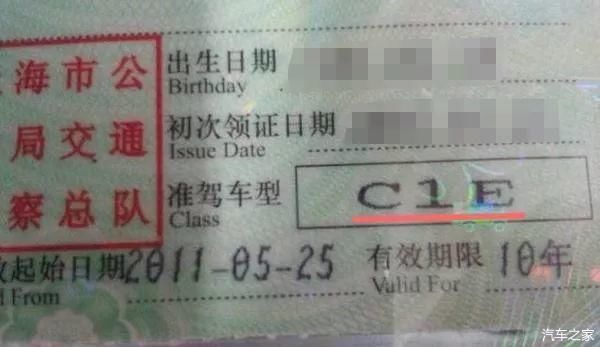 海市公
局交通
察总队
出生日期
Birthday
初次领证日期
Issue Date
准驾车型
Class
C1E
起始日期 2011-05-25 有效期限 10年
From Valid For
汽车之家